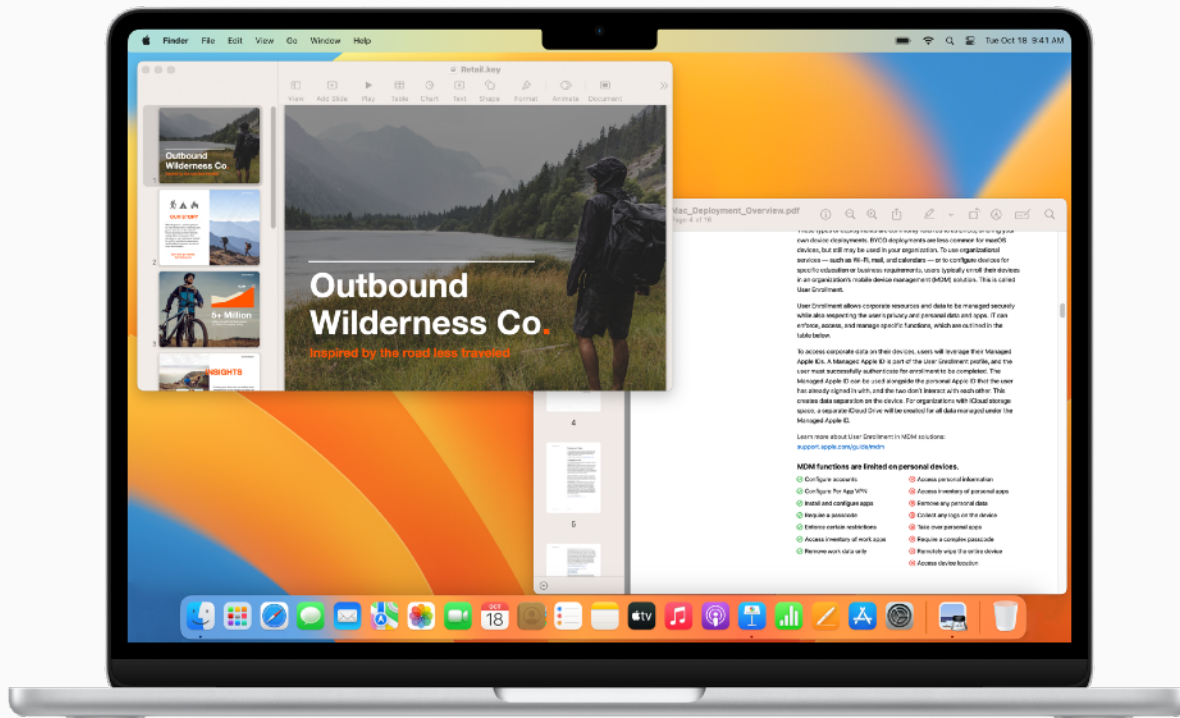 Finder File Edit View Go Window Help
Tue Oct 18 9:41 AM
Retail.key
View Add Slide Play Table Chart Text Shape Format Animate Document
Outbound
Wilderness Co
1
OUR STORY
2
5+ Million
3
INSIGHTS
Outbound
Wilderness Co.
Inspired by the road less traveled
Mac_Deployment_Overview.pdf
Page 4 of 16
own device deployments. BYOD deployments are less common for macOS
devices, but still may be used in your organization. To use organizational
services — such as Wi-Fi, mail, and calendars — or to configure devices for
specific education or business requirements, users typically enroll their devices
in an organization's mobile device management (MDM) solution. This is called
User Enrollment.
User Enrollment allows corporate resources and data to be managed securely
while also respecting the user's privacy and personal data and apps. IT can
enforce, access, and manage specific functions, which are outlined in the
table below.
To access corporate data on their devices, users will leverage their Managed
Apple IDs. A Managed Apple ID is part of the User Enrollment profile, and the
user must successfully authenticate for enrollment to be completed. The
Managed Apple ID can be used alongside the personal Apple ID that the user
has already signed in with, and the two don't interact with each other. This
creates data separation on the device. For organizations with iCloud storage
space, a separate iCloud Drive will be created for all data managed under the
Managed Apple ID.
Learn more about User Enrollment in MDM solutions:
support.apple.com/guide/mdm
MDM functions are limited on personal devices.
Configure accounts
Configure Per App VPN
Install and configure apps
Require a passcode
Enforce certain restrictions
Access inventory of work apps
Remove work data only
Access personal information
Access inventory of personal apps
Remove any personal data
Collect any logs on the device
Take over personal apps
Require a complex passcode
Remotely wipe the entire device
Access device location
4
5
OCT
18
tv